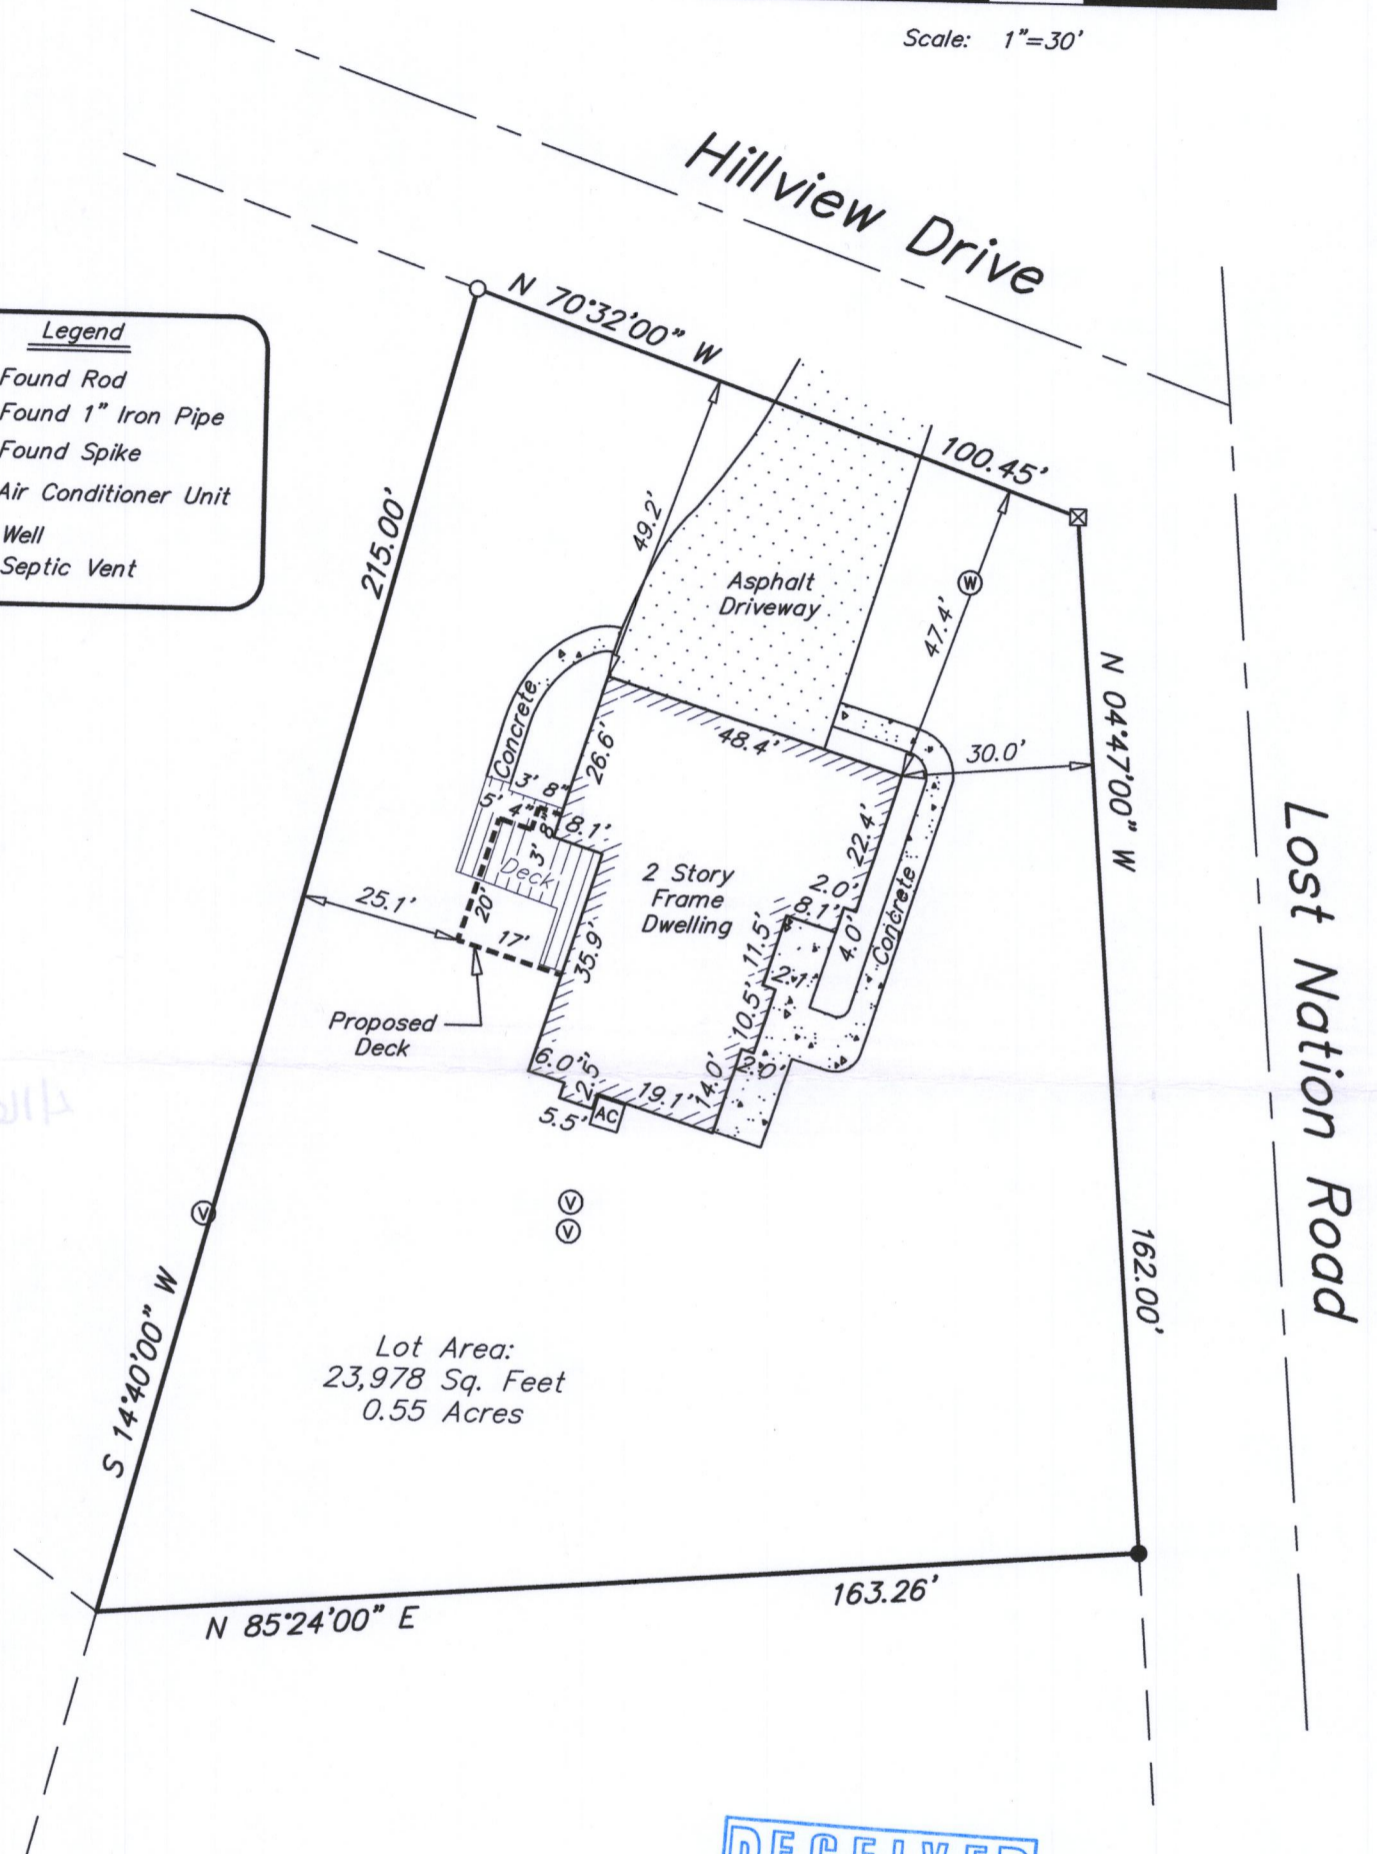 Scale: 1"=30'
Hillview Drive
N 70°32'00" W
100.45'
Legend
Found Rod
Found 1" Iron Pipe
Found Spike
Air Conditioner Unit
Well
Septic Vent
215.00'
49.2'
Asphalt
Driveway
W
47.4'
N 04°47'00" W
30.0'
Concrete
26.6'
48.4'
3' 8"
5' 4"
3' 8"
8.1'
Deck
20'
17'
25.1'
35.9'
2 Story
Frame
Dwelling
22.4'
2.0'
8.1'
4.0'
Concrete
11.5'
2.1'
10.5'
2.0'
14.0'
Proposed
Deck
6.0'
2.5'
5.5'
AC
19.1'
Lost Nation Road
V
V
V
162.00'
S 14°40'00" W
Lot Area:
23,978 Sq. Feet
0.55 Acres
163.26'
N 85°24'00" E
RECEIVED